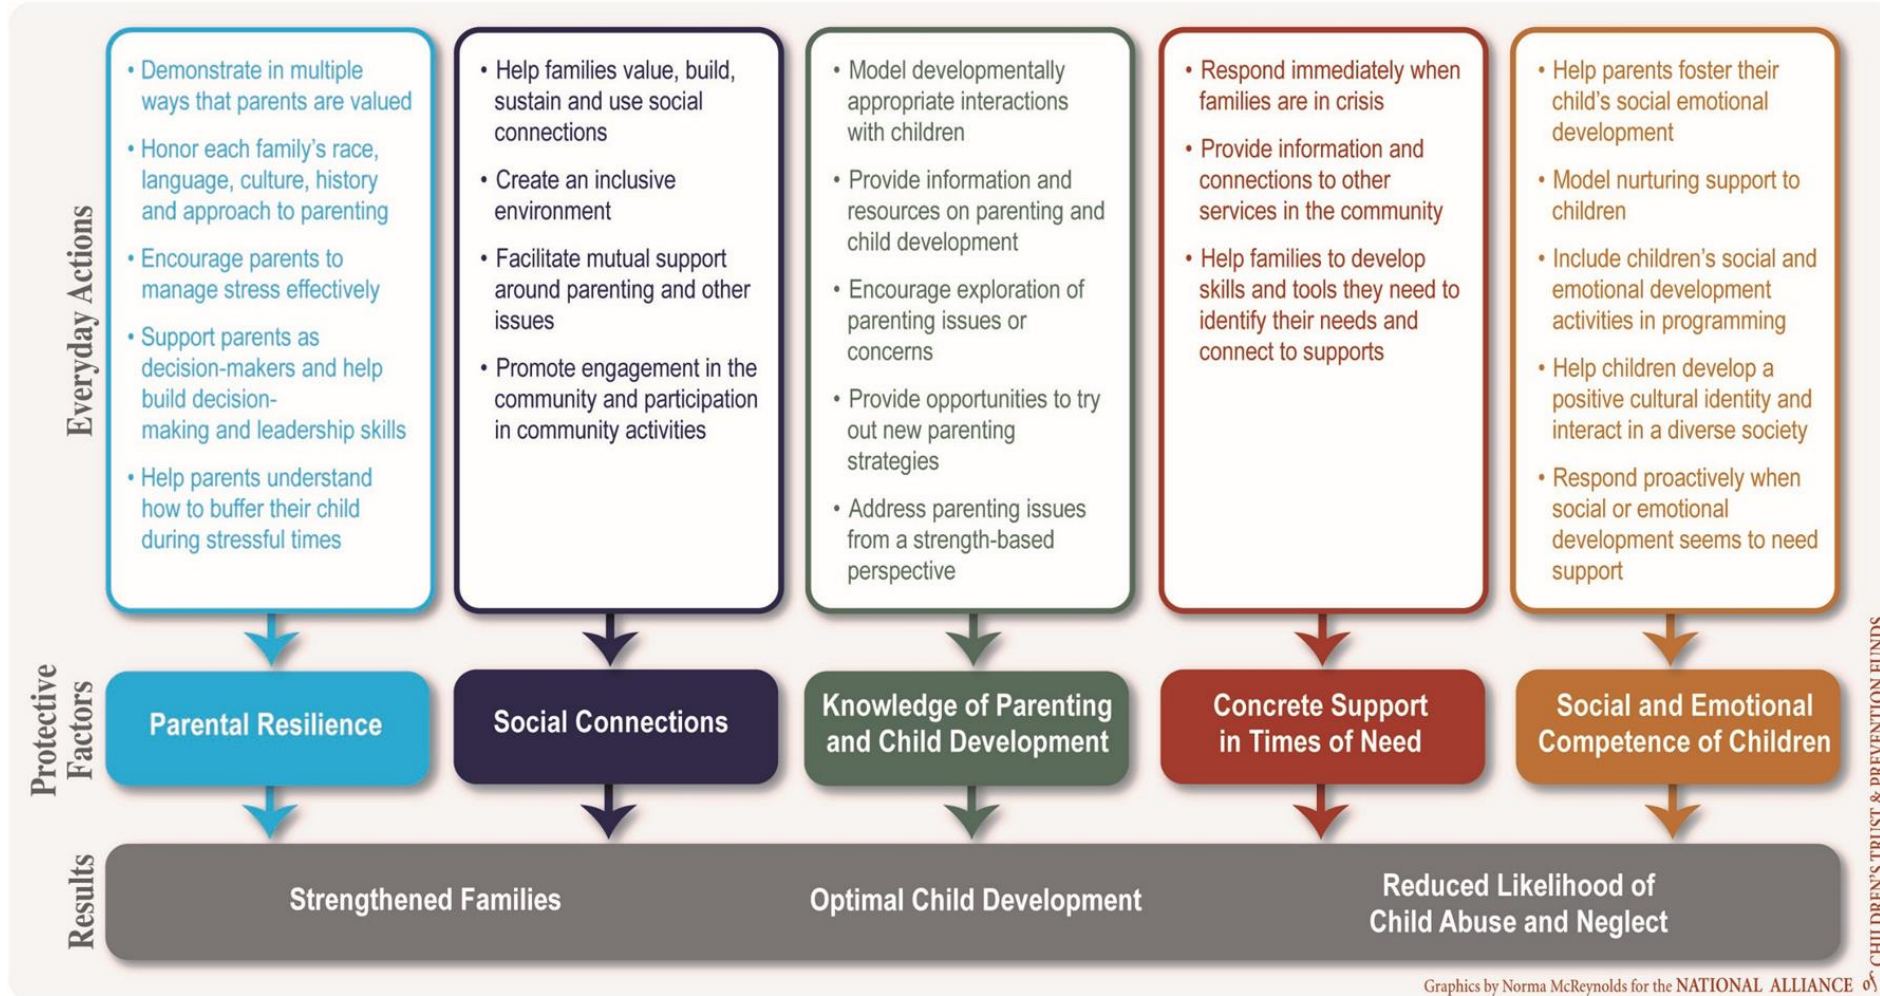 Everyday Actions
• Demonstrate in multiple
ways that parents are valued
• Honor each family's race,
language, culture, history
and approach to parenting
• Encourage parents to
manage stress effectively
• Support parents as
decision-makers and help
build decision-
making and leadership skills
• Help parents understand
how to buffer their child
during stressful times
• Help families value, build,
sustain and use social
connections
• Create an inclusive
environment
• Facilitate mutual support
around parenting and other
issues
• Promote engagement in the
community and participation
in community activities
• Model developmentally
appropriate interactions
with children
• Provide information and
resources on parenting and
child development
• Encourage exploration of
parenting issues or
concerns
• Provide opportunities to try
out new parenting
strategies
• Address parenting issues
from a strength-based
perspective
• Respond immediately when
families are in crisis
• Provide information and
connections to other
services in the community
• Help families to develop
skills and tools they need to
identify their needs and
connect to supports
• Help parents foster their
child's social emotional
development
• Model nurturing support to
children
• Include children's social and
emotional development
activities in programming
• Help children develop a
positive cultural identity and
interact in a diverse society
• Respond proactively when
social or emotional
development seems to need
support
Protective
Factors
Parental Resilience
Social Connections
Knowledge of Parenting
and Child Development
Concrete Support
in Times of Need
Social and Emotional
Competence of Children
Results
Strengthened Families
Optimal Child Development
Reduced Likelihood of
Child Abuse and Neglect
Graphics by Norma McReynolds for the NATIONAL ALLIANCE
of CHILDREN'S TRUST & PREVENTION FUNDS